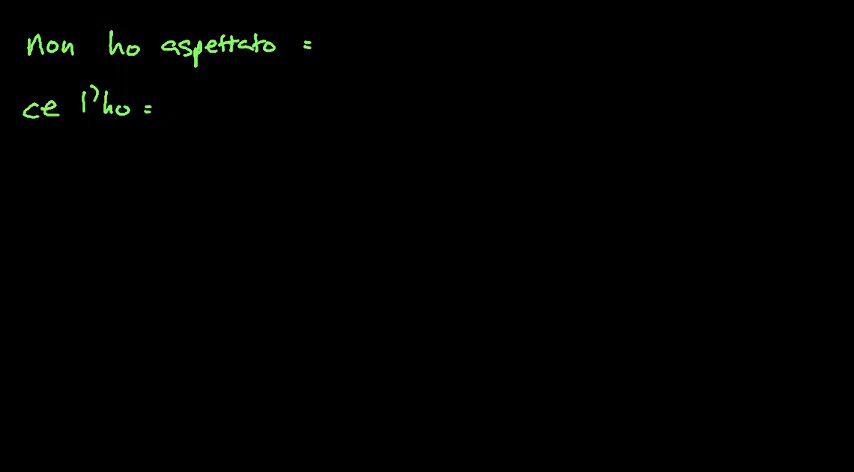 non ho aspettato =
ce l'ho =